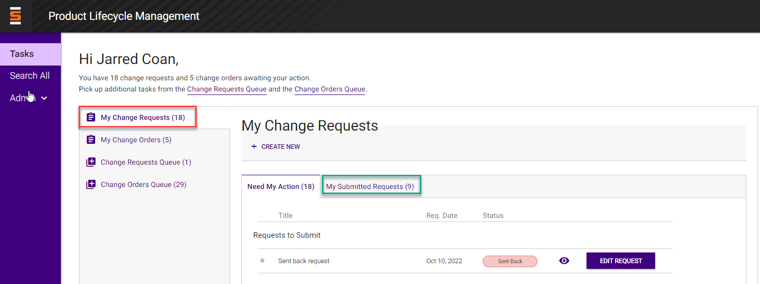 Product Lifecycle Management
Tasks
Search All
Admin
Hi Jarred Coan,
You have 18 change requests and 5 change orders awaiting your action.
Pick up additional tasks from the Change Requests Queue and the Change Orders Queue.
My Change Requests (18)
My Change Orders (5)
Change Requests Queue (1)
Change Orders Queue (29)
My Change Requests
+ CREATE NEW
Need My Action (18) My Submitted Requests (9)
Title Req. Date Status
Requests to Submit
Sent back request Oct 10, 2022 Sent Back EDIT REQUEST